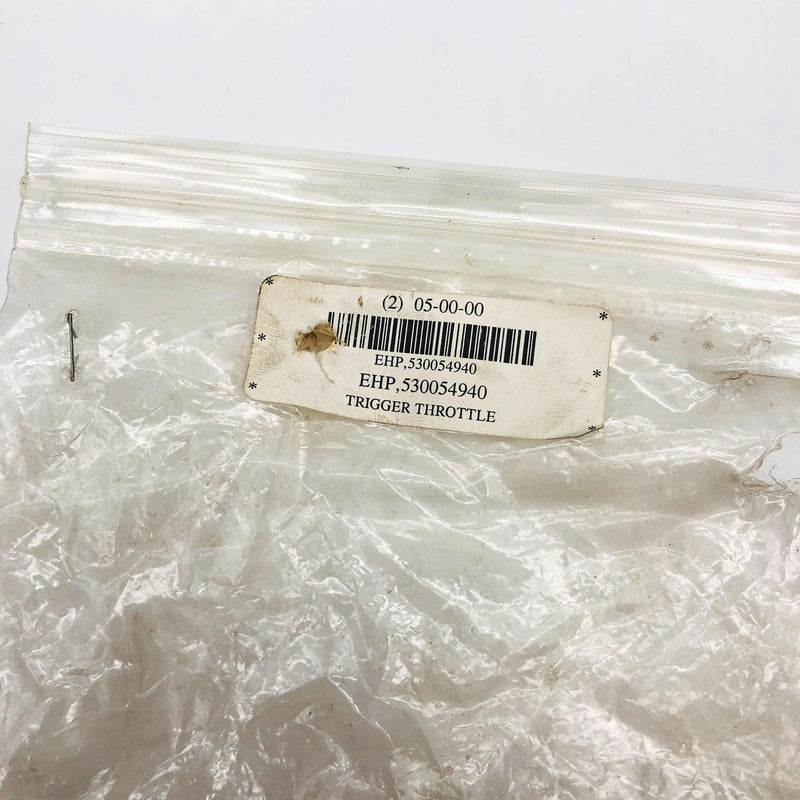 (2) 05-00-00
EHP,530054940
EHP,530054940
TRIGGER THROTTLE